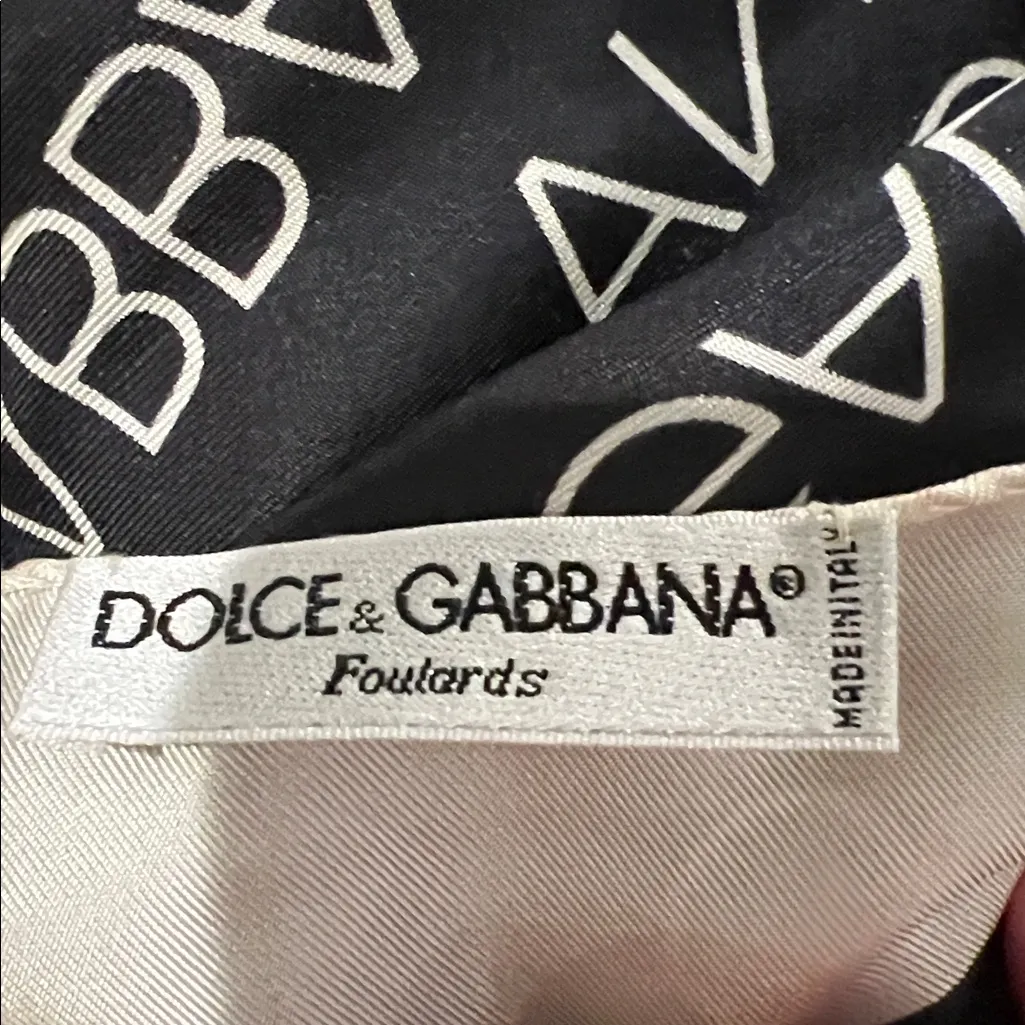 DOLCE & GABBANA®
Foulards
MADE IN ITALY